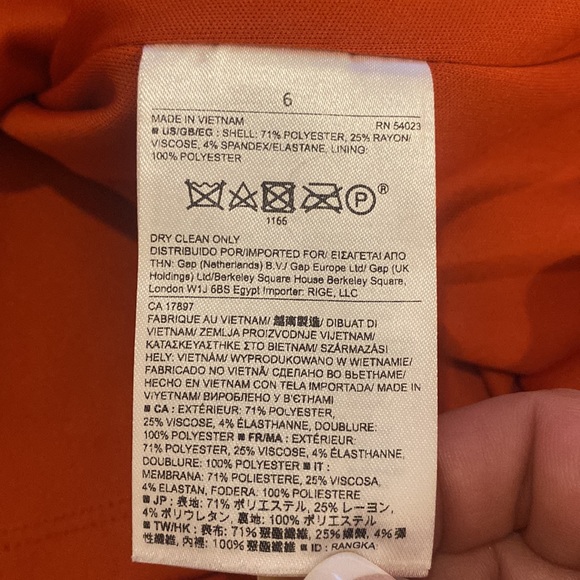 6
MADE IN VIETNAM RN 54023
■ US/GB/EG : SHELL: 71% POLYESTER, 25% RAYON/
VISCOSE, 4% SPANDEX/ELASTANE, LINING:
100% POLYESTER
P ®
1166
DRY CLEAN ONLY
DISTRIBUIDO POR/IMPORTED FOR/ ΕΙΣΑΓΕΤΑΙ ΑΠΟ
ΤΗΝ: Gap (Netherlands) B.V./ Gap Europe Ltd/ Gap (UK
Holdings) Ltd/Berkeley Square House Berkeley Square,
London W1J 6BS Egypt Importer: RIGE, LLC
CA 17897
FABRIQUE AU VIETNAM/ 越南製造/ DIBUAT DI
VIETNAM/ ZEMLJA PROIZVODNJE VIJETNAM/
ΚΑΤΑΣΚΕΥΑΣΤΗΚΕ ΣΤΟ ΒΙΕΤΝΑΜ/ SZÁRMAZÁSI
HELY: VIETNÁM/ WYPRODUKOWANO W WIETNAMIE/
FABRICADO NO VIETNÃ/ СДЕЛАНО ВО ВЬЕТНАМЕ/
HECHO EN VIETNAM CON TELA IMPORTADA/ MADE IN
VIYETNAM/ ВИРОБЛЕНО У В'ЄТНАМІ
■ CA : EXTÉRIEUR: 71% POLYESTER,
25% VISCOSE, 4% ÉLASTHANNE, DOUBLURE:
100% POLYESTER ■ FR/MA : EXTÉRIEUR:
71% POLYESTER, 25% VISCOSE, 4% ÉLASTHANNE,
DOUBLURE: 100% POLYESTER ■ IT :
MEMBRANA: 71% POLIESTERE, 25% VISCOSA,
4% ELASTAN, FODERA: 100% POLIESTERE
■ JP : 表地: 71% ポリエステル, 25% レーヨン,
4% ポリウレタン, 裏地: 100% ポリエステル
■ TW/HK : 表布: 71% 聚酯纖維, 25% 嫘縈, 4% 彈
性纖維, 內裡: 100% 聚酯纖維 ■ ID : RANGKA: